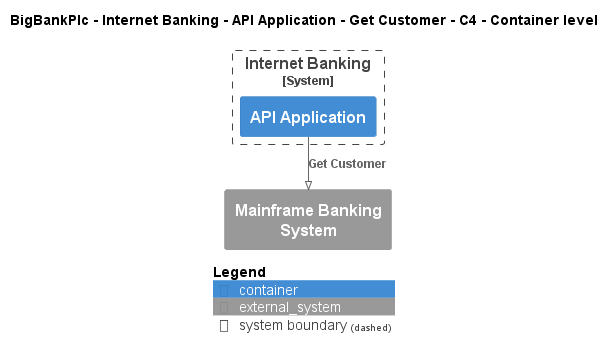 BigBankPlc - Internet Banking - API Application - Get Customer - C4 - Container level
Internet Banking
[System]
API Application
Get Customer
Mainframe Banking
System
Legend
container
external_system
system boundary (dashed)